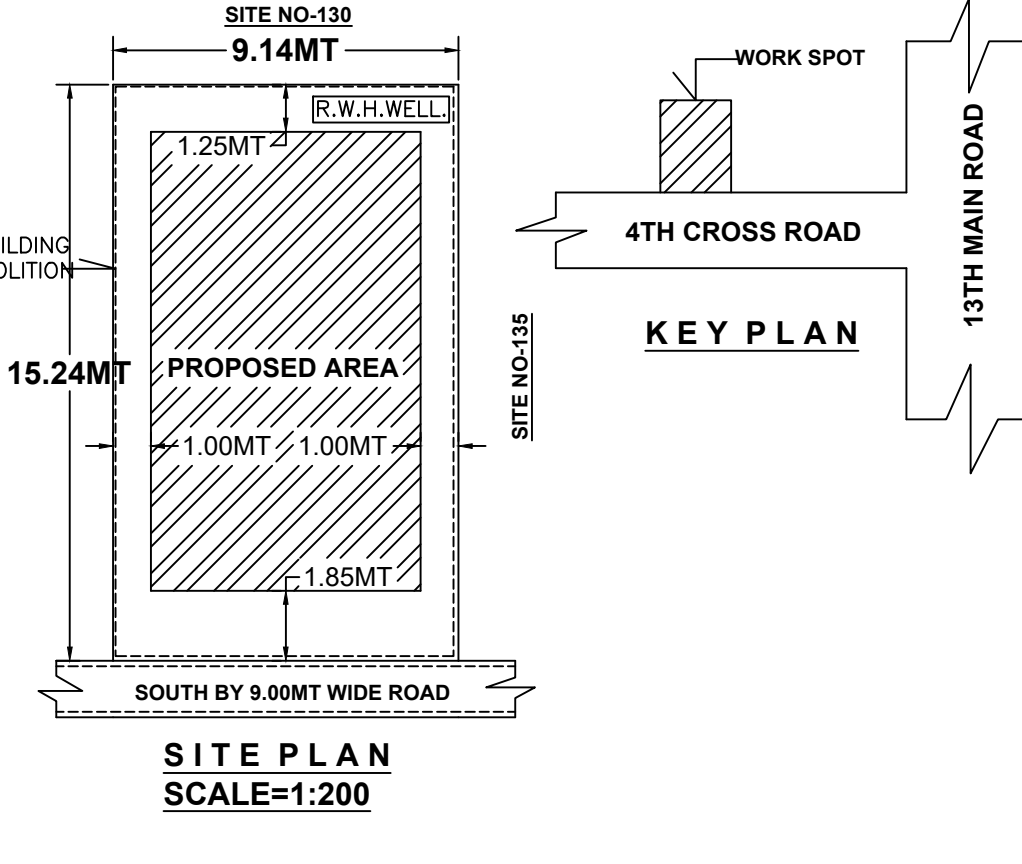 SITE NO-130
9.14MT
R.W.H.WELL.
1.25MT
15.24MT
PROPOSED AREA
1.00MT
1.00MT
1.85MT
SITE NO-135
SOUTH BY 9.00MT WIDE ROAD
SITE PLAN
SCALE=1:200
WORK SPOT
4TH CROSS ROAD
13TH MAIN ROAD
KEY PLAN